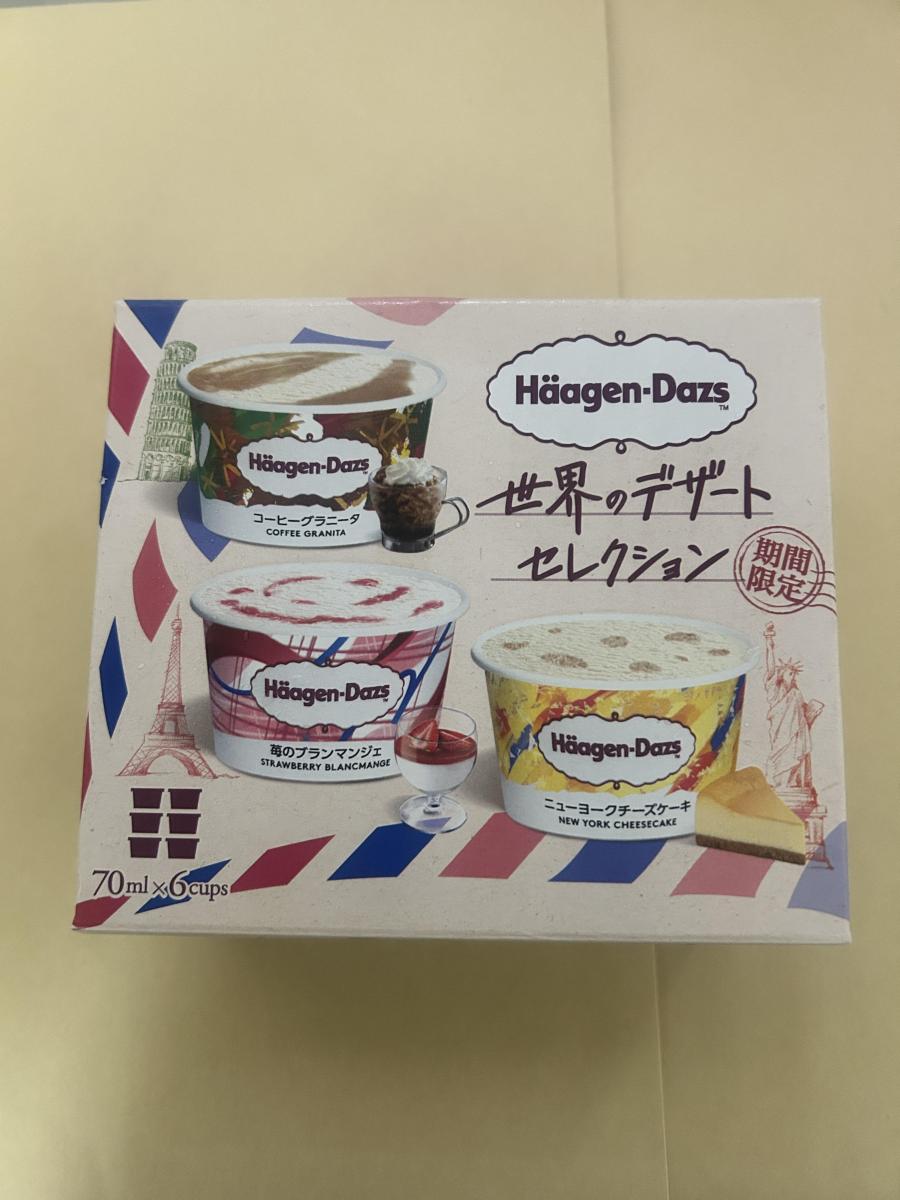 Häagen-Dazs
TM
世界のデザート
セレクション
期間
限定
Häagen-Dazs
コーヒーグラニータ
COFFEE GRANITA
Häagen-Dazs
苺のブランマンジェ
STRAWBERRY BLANCMANGE
Häagen-Dazs
ニューヨークチーズケーキ
NEW YORK CHEESECAKE
70ml×6cups